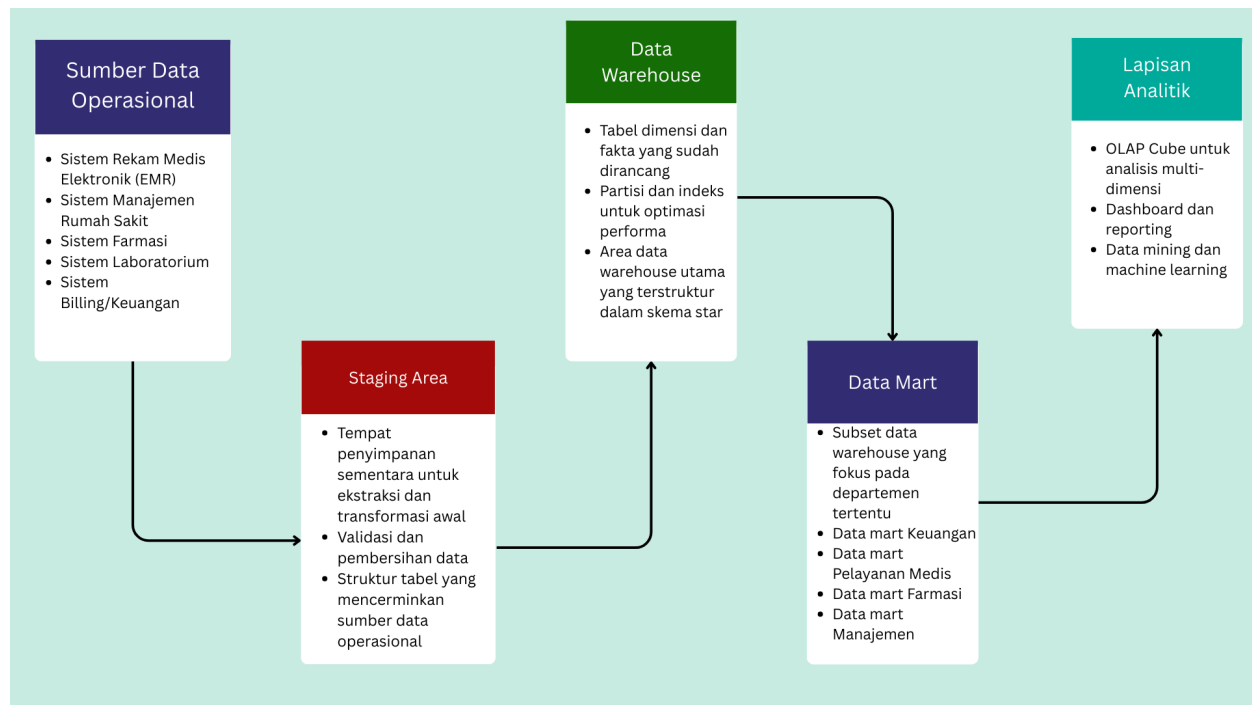 Sumber Data
Operasional
• Sistem Rekam Medis
Elektronik (EMR)
• Sistem Manajemen
Rumah Sakit
• Sistem Farmasi
• Sistem Laboratorium
• Sistem
Billing/Keuangan
Staging Area
• Tempat
penyimpanan
sementara untuk
ekstraksi dan
transformasi awal
• Validasi dan
pembersihan data
• Struktur tabel yang
mencerminkan
sumber data
operasional
Data
Warehouse
• Tabel dimensi dan
fakta yang sudah
dirancang
• Partisi dan indeks
untuk optimasi
performa
• Area data
warehouse utama
yang terstruktur
dalam skema star
Data Mart
• Subset data
warehouse yang
fokus pada
departemen
tertentu
• Data mart Keuangan
• Data mart
Pelayanan Medis
• Data mart Farmasi
• Data mart
Manajemen
Lapisan
Analitik
• OLAP Cube untuk
analisis multi-
dimensi
• Dashboard dan
reporting
• Data mining dan
machine learning